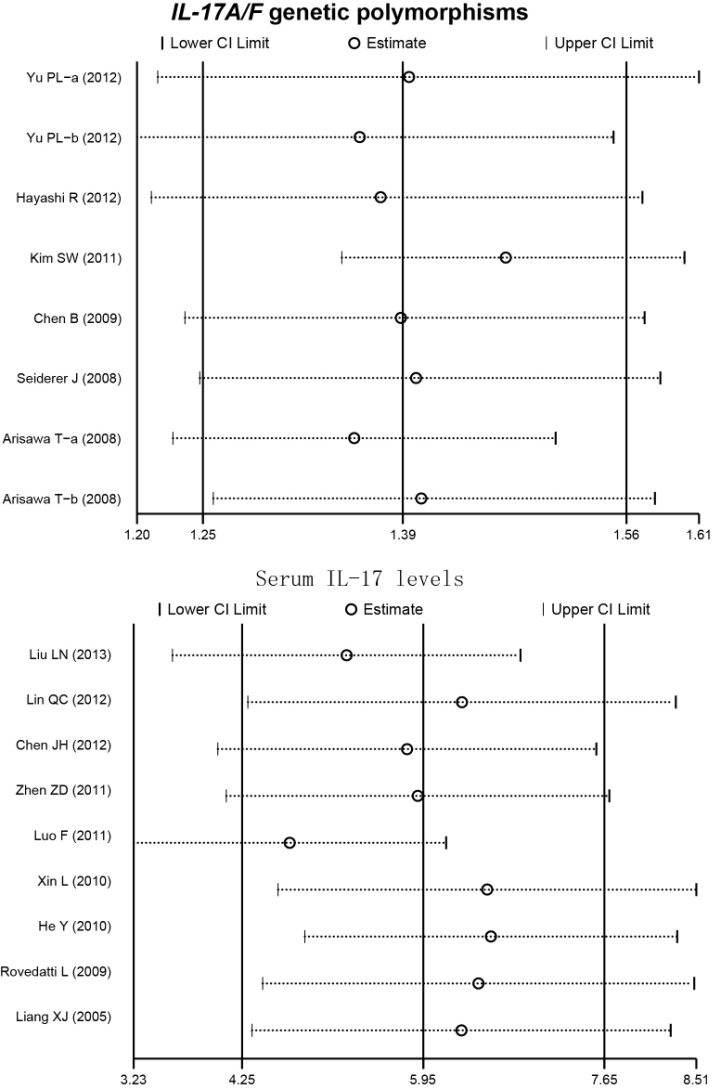 IL-17A/F genetic polymorphisms
Lower CI Limit Estimate Upper CI Limit
Yu PL−a (2012)
Yu PL−b (2012)
Hayashi R (2012)
Kim SW (2011)
Chen B (2009)
Seiderer J (2008)
Arisawa T−a (2008)
Arisawa T−b (2008)
1.20 1.25 1.39 1.56 1.61
Serum IL-17 levels
Lower CI Limit Estimate Upper CI Limit
Liu LN (2013)
Lin QC (2012)
Chen JH (2012)
Zhen ZD (2011)
Luo F (2011)
Xin L (2010)
He Y (2010)
Rovedatti L (2009)
Liang XJ (2005)
3.23 4.25 5.95 7.65 8.51